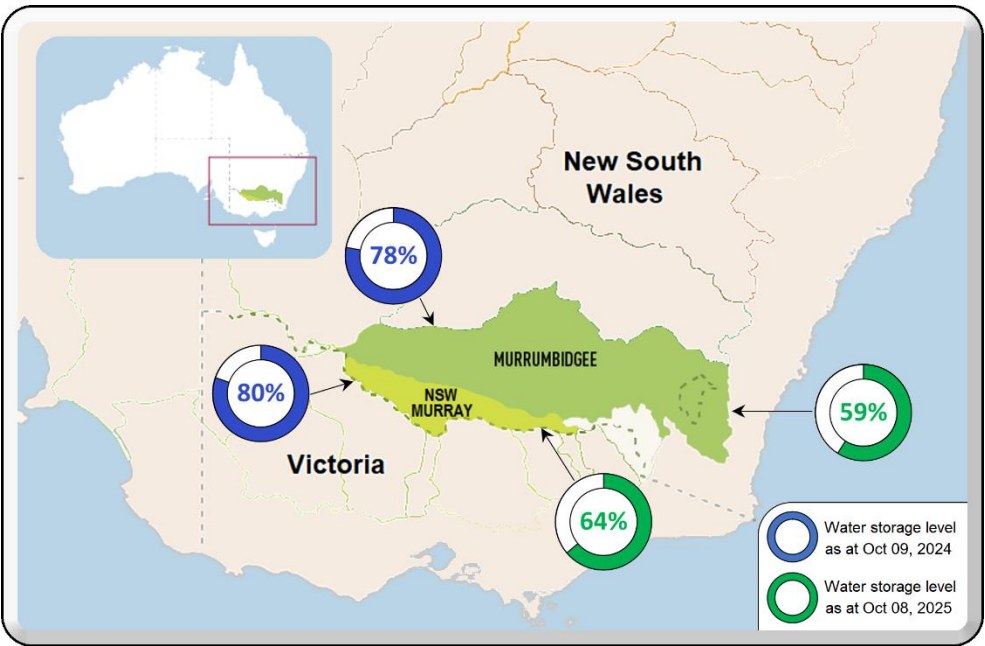 New South
Wales
78%
MURRUMBIDGEE
80%
NSW
MURRAY
59%
Victoria
64%
Water storage level
as at Oct 09, 2024
Water storage level
as at Oct 08, 2025